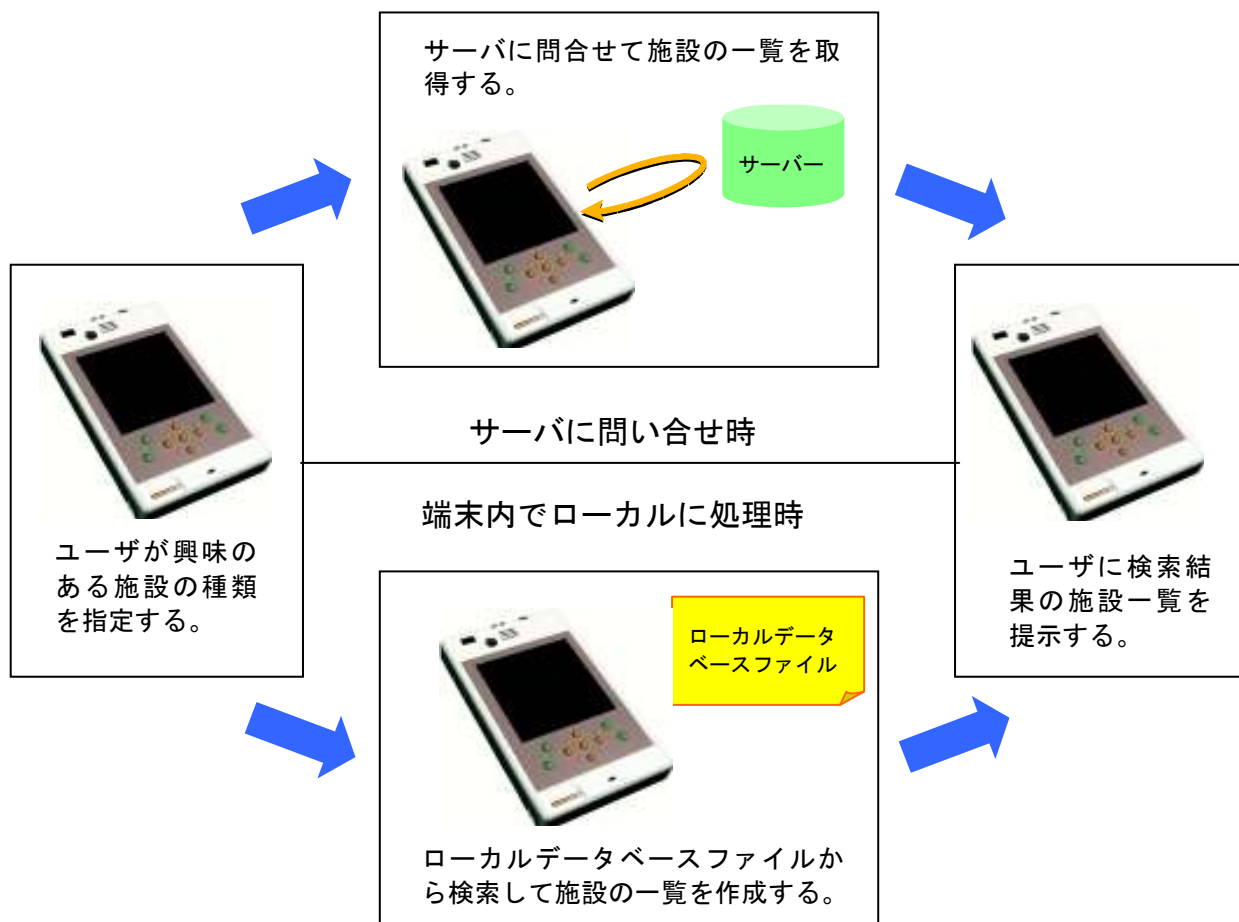 サーバに問合せて施設の一覧を取
得する。
サーバー
サーバに問い合せ時
端末内でローカルに処理時
ユーザが興味の
ある施設の種類
を指定する。
ユーザに検索結
果の施設一覧を
提示する。
ローカルデータ
ベースファイル
ローカルデータベースファイルか
ら検索して施設の一覧を作成する。